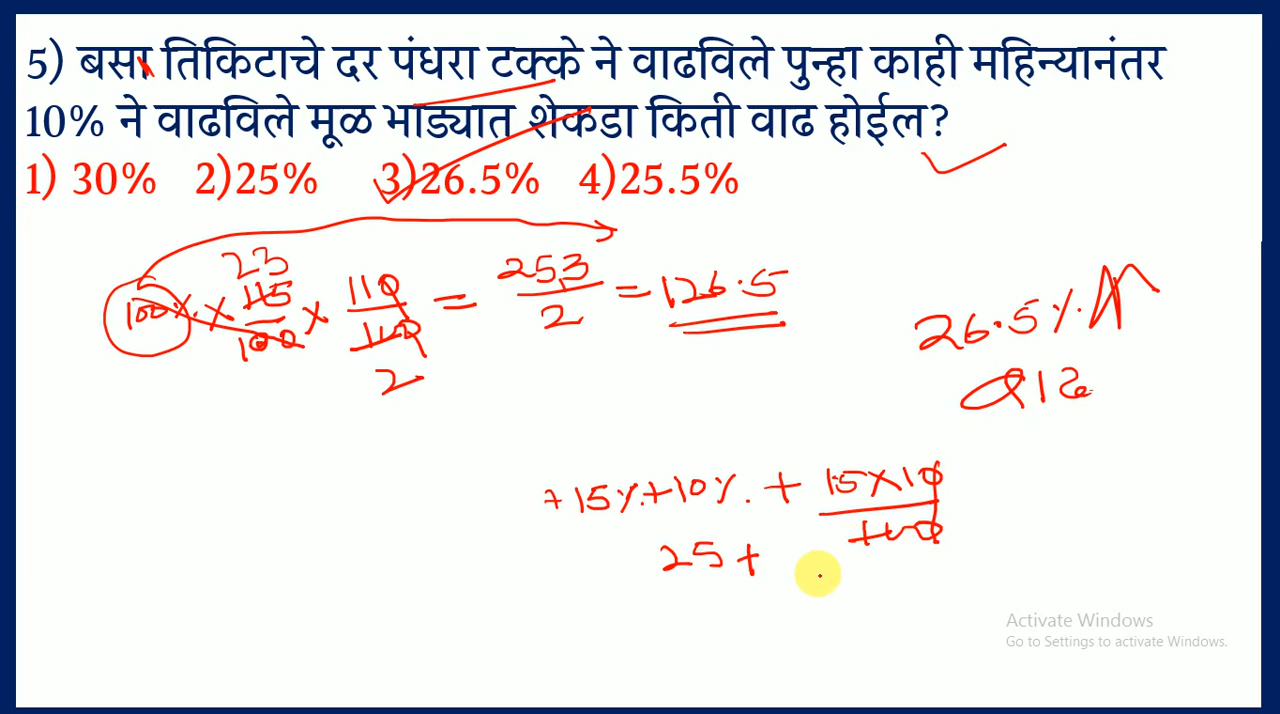 5) बसा तिकिटाचे दर पंधरा टक्के ने वाढविले पुन्हा काही महिन्यानंतर
10% ने वाढविले मूळ भाड्यात शेकडा किती वाढ होईल?
1) 30% 2)25% 3)26.5% 4)25.5%
23
100% × 115/100 × 110/100 = 253/2 = 126.5
2
26.5%
+15%+10% + 15×10/100
25+
Activate Windows
Go to Settings to activate Windows.